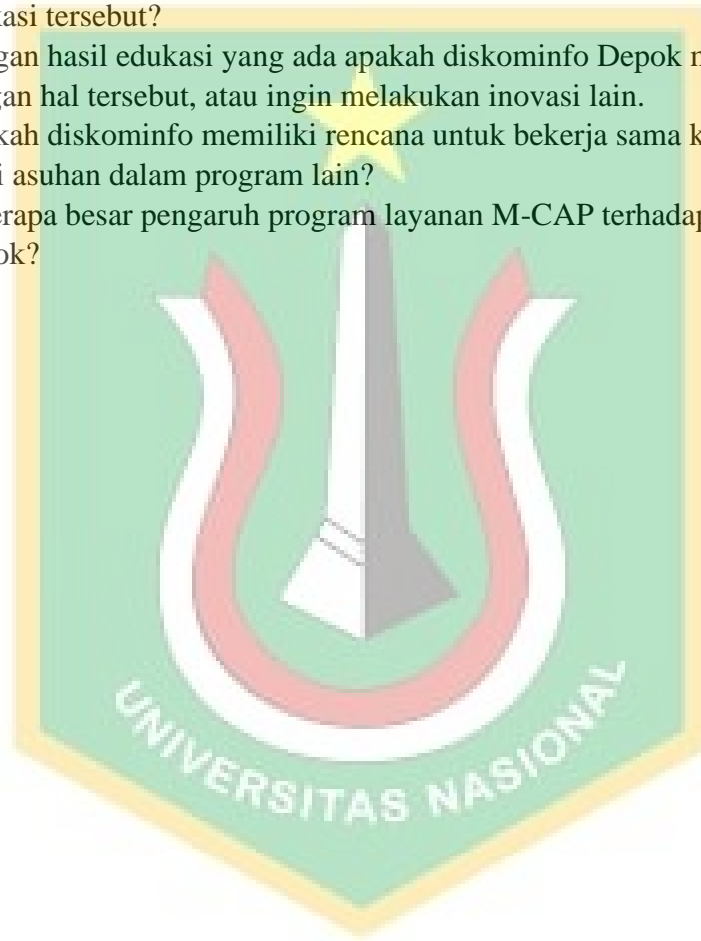 kasi tersebut?
gan hasil edukasi yang ada apakah diskominfo Depok
gan hal tersebut, atau ingin melakukan inovasi lain.
kah diskominfo memiliki rencana untuk bekerja sama
i asuhan dalam program lain?
erapa besar pengaruh program layanan M-CAP terhadap
ok?
UNIVERSITAS NASIONAL